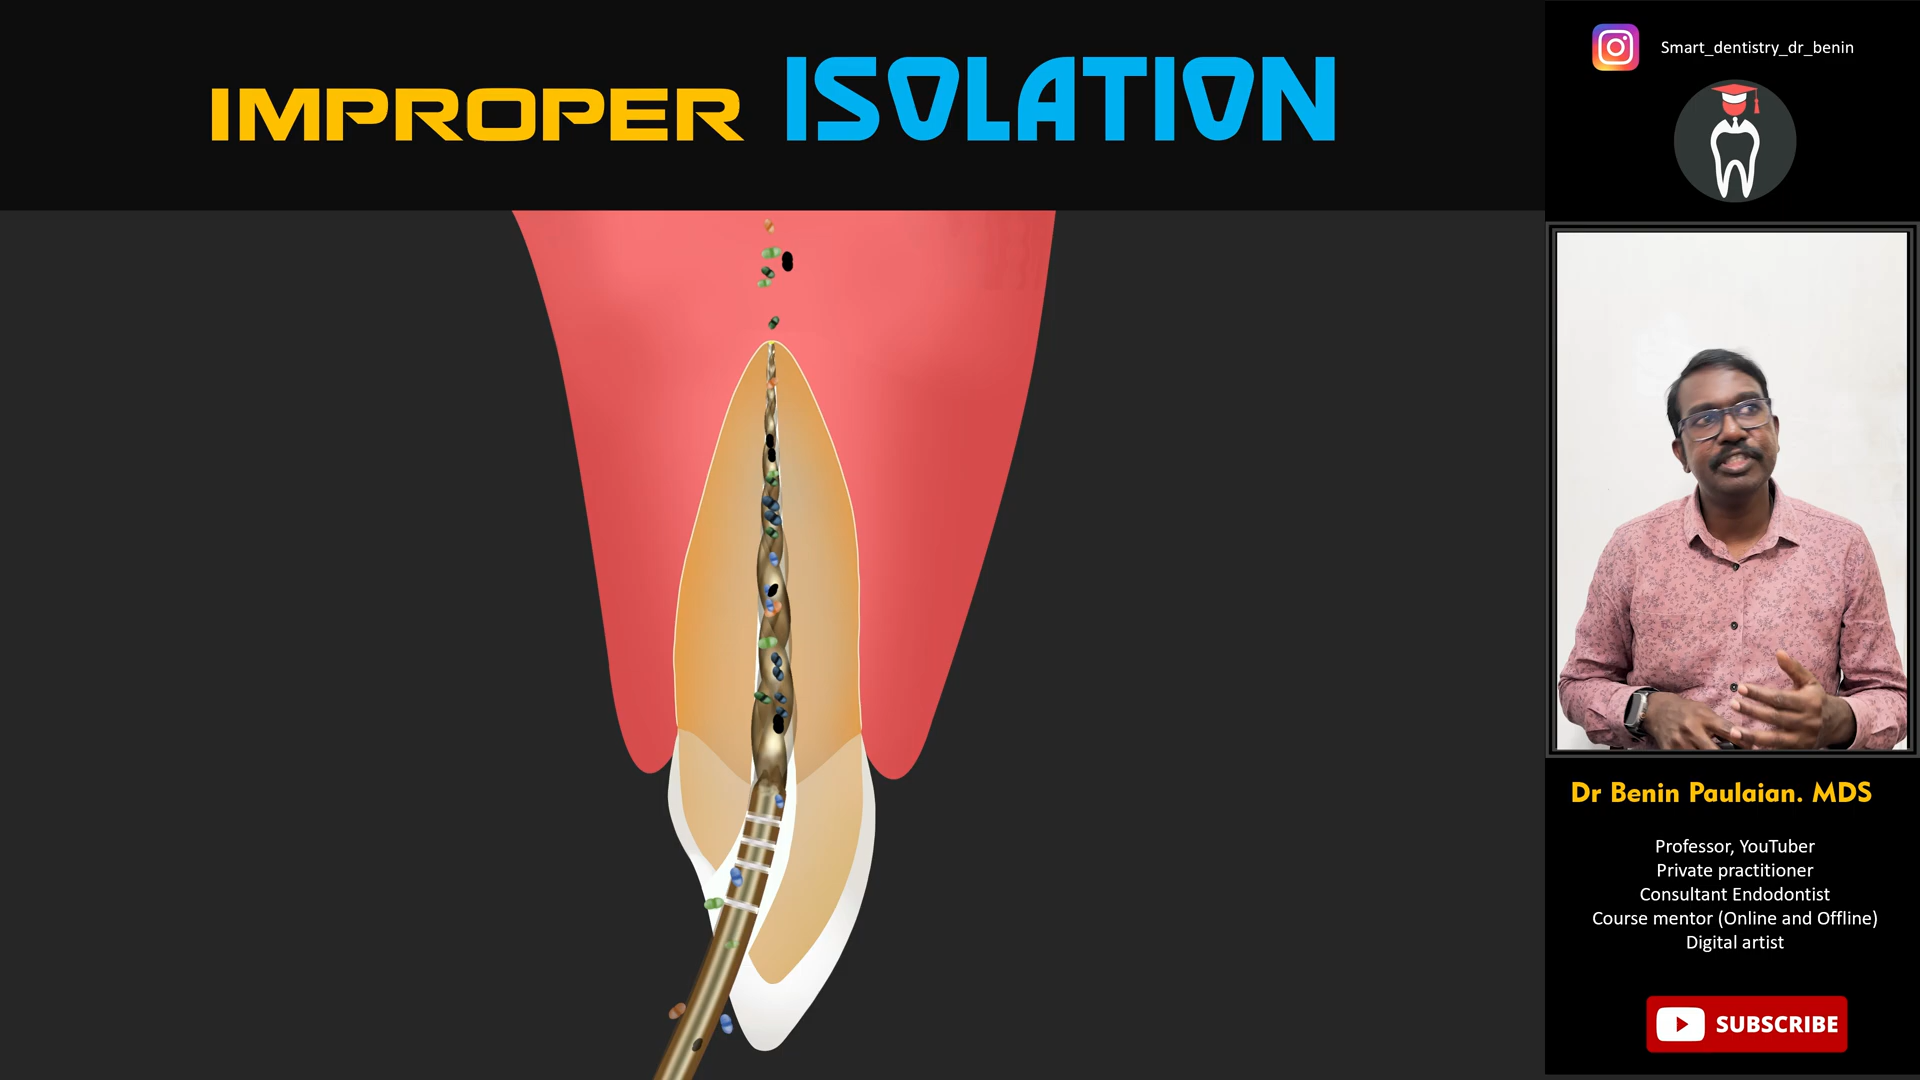 IMPROPER ISOLATION
Smart_dentistry_dr_benin
Dr Benin Paulaian. MDS
Professor, YouTuber
Private practitioner
Consultant Endodontist
Course mentor (Online and Offline)
Digital artist
SUBSCRIBE